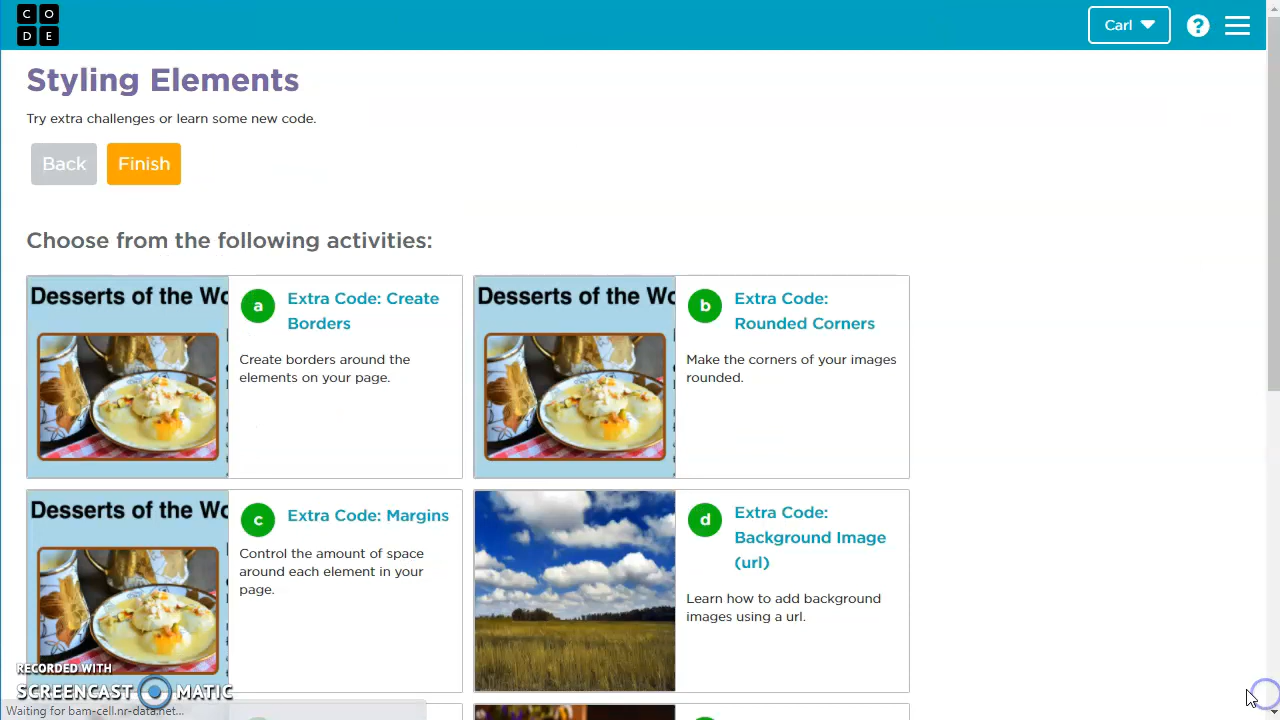 C O
D E
Carl
?
Styling Elements
Try extra challenges or learn some new code.
Back
Finish
Choose from the following activities:
Desserts of the Wo
a
Extra Code: Create
Borders
Create borders around the
elements on your page.
Desserts of the Wo
b
Extra Code:
Rounded Corners
Make the corners of your images
rounded.
Desserts of the Wo
c
Extra Code: Margins
Control the amount of space
around each element in your
page.
d
Extra Code:
Background Image
(url)
Learn how to add background
images using a url.
RECORDED WITH
SCREENCAST MATIC
Waiting for bam-cell.nr-data.net...